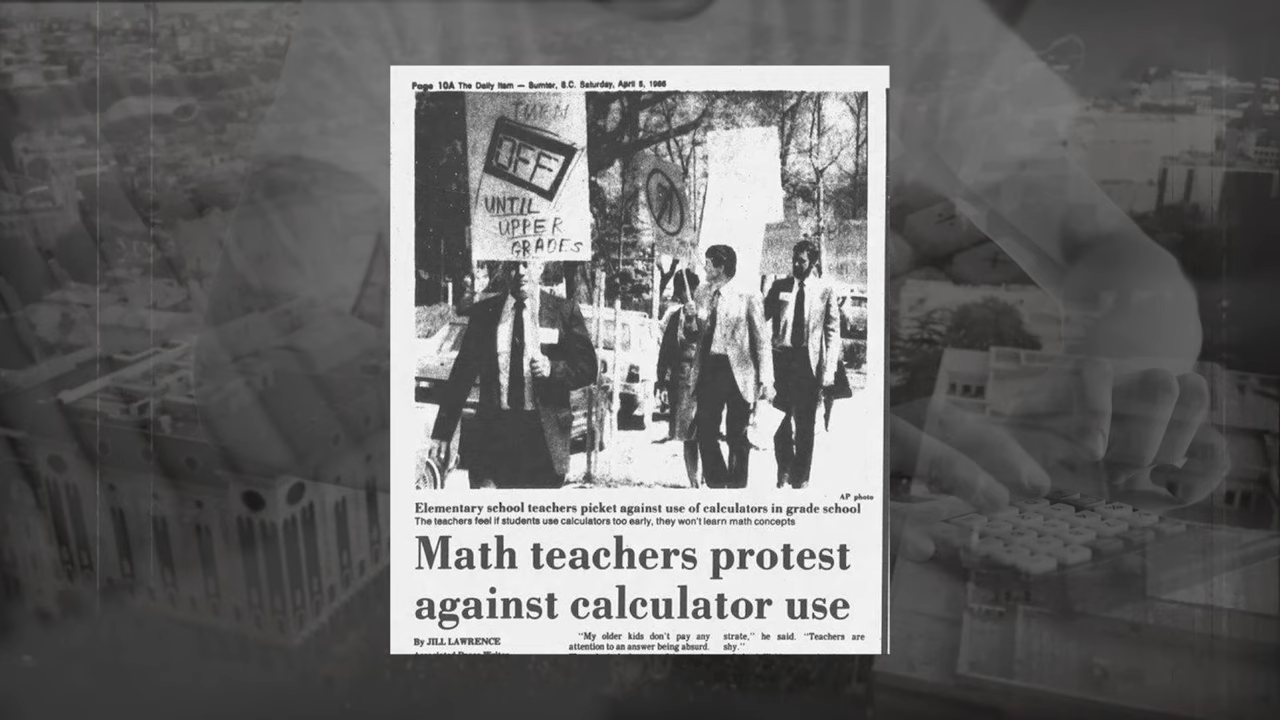 Page 10A The Daily Item — Sumter, S.C. Saturday, April 5, 1986
OFF
UNTIL
UPPER
GRADES
AP photo
Elementary school teachers picket against use of calculators in grade school
The teachers feel if students use calculators too early, they won't learn math concepts
Math teachers protest
against calculator use
By JILL LAWRENCE
"My older kids don't pay any
attention to an answer being absurd.
strate," he said. "Teachers are
shy."